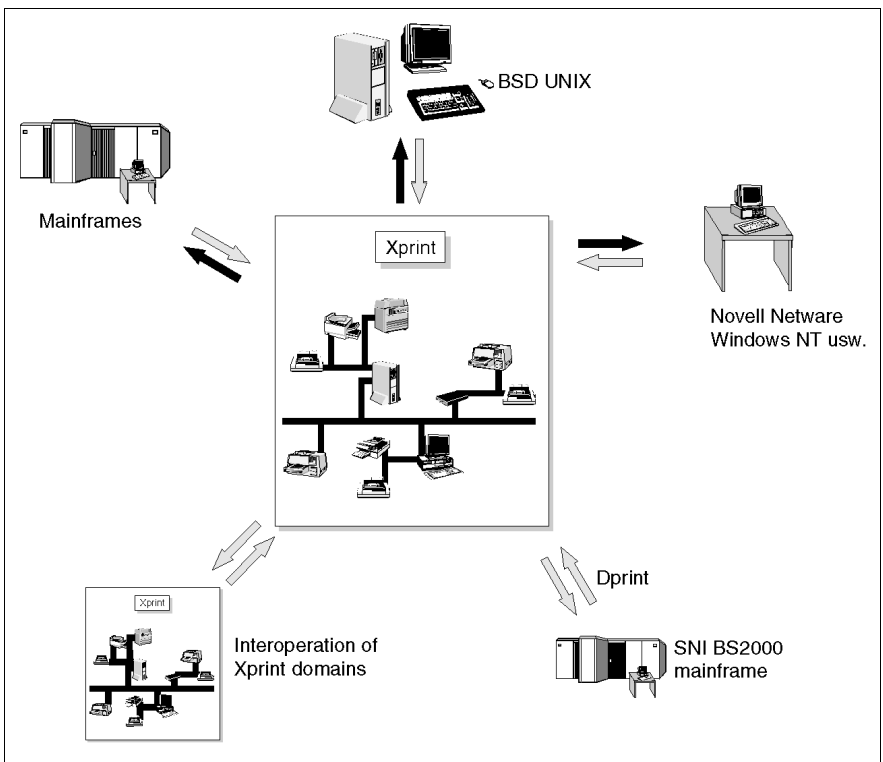 BSD UNIX
Mainframes
Xprint
Novell Netware
Windows NT usw.
Dprint
Xprint
Interoperation of
Xprint domains
SNI BS2000
mainframe